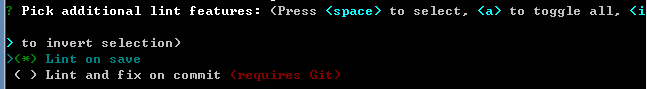 ? Pick additional lint features: (Press <space> to select, <a> to toggle all, <i
> to invert selection)
>(*) Lint on save
( ) Lint and fix on commit (requires Git)